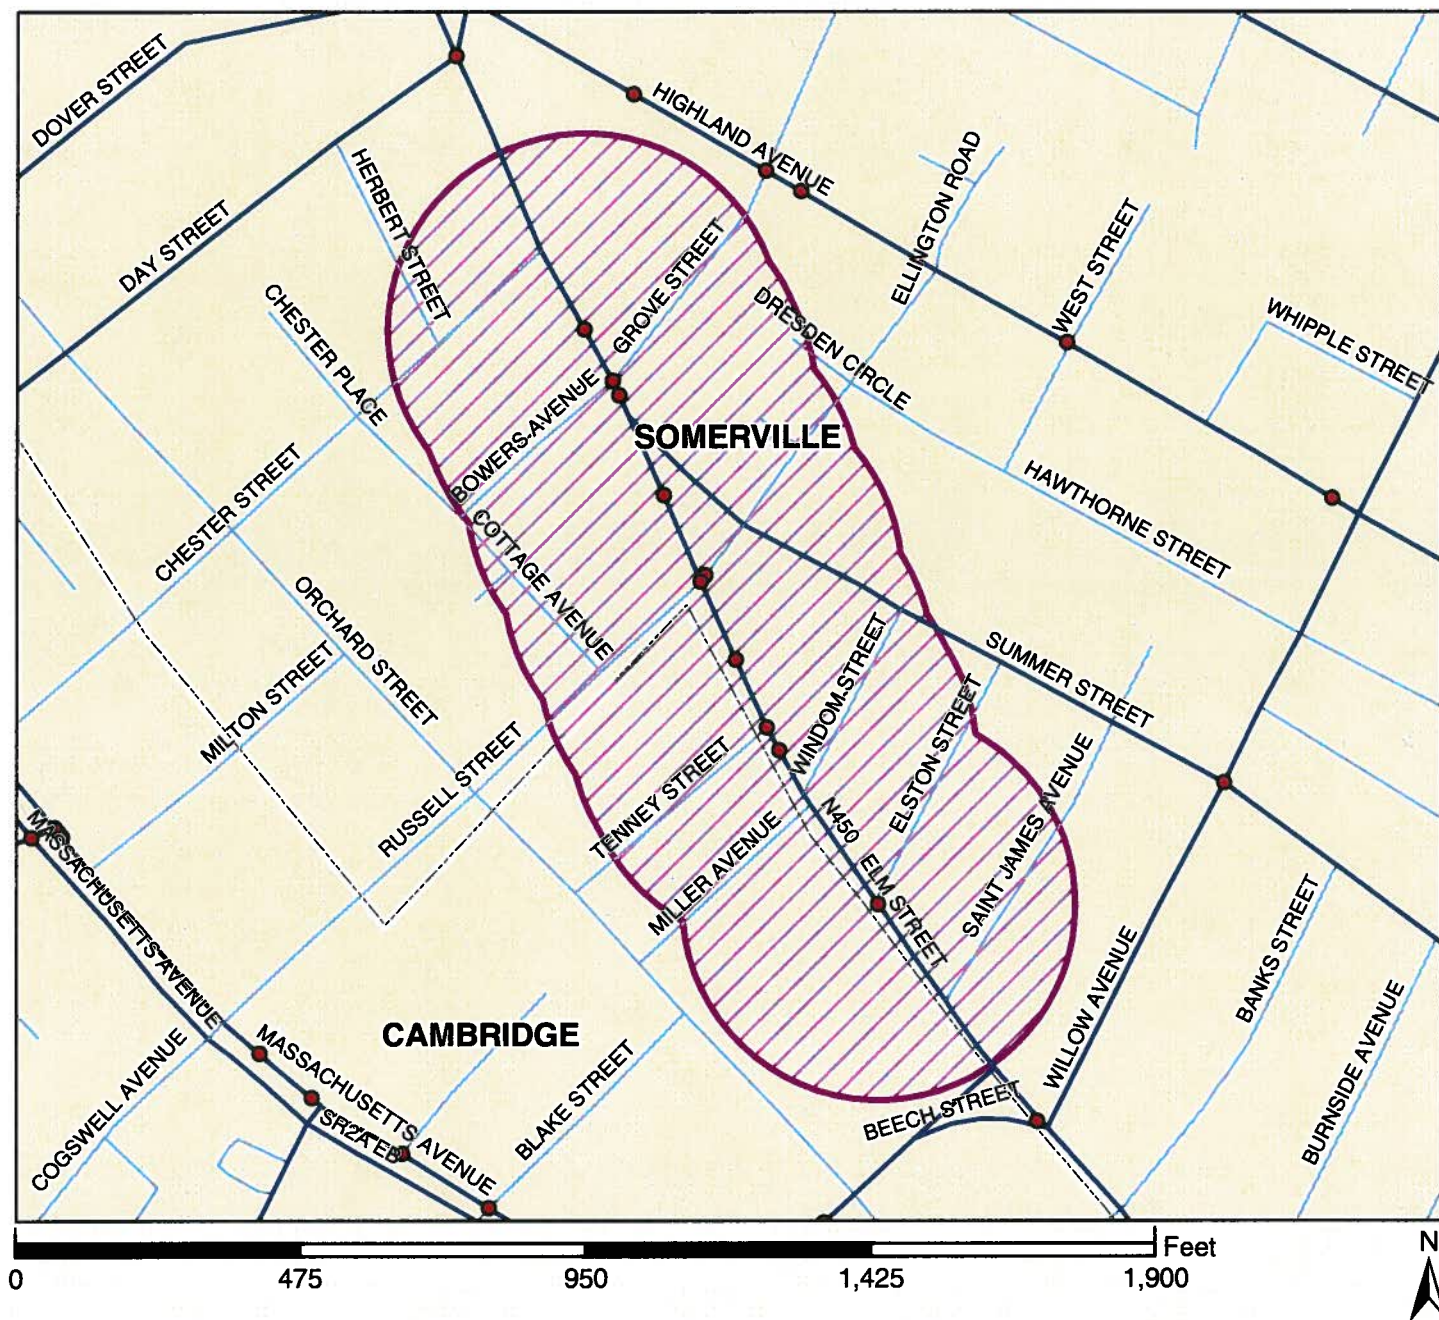 DOVER STREET
HIGHLAND AVENUE
HERBERT STREET
ELLINGTON ROAD
DAY STREET
WEST STREET
GROVE STREET
CHESTER PLACE
DRESDEN CIRCLE
WHIPPLE STREET
BOWERS AVENUE
SOMERVILLE
CHESTER STREET
HAWTHORNE STREET
COTTAGE AVENUE
ORCHARD STREET
MILTON STREET
WINDOM STREET
SUMMER STREET
ELSTON STREET
RUSSELL STREET
TENNEY STREET
SAINT JAMES AVENUE
MILLER AVENUE
N450 ELM STREET
MASSACHUSETTS AVENUE
BANKS STREET
WILLOW AVENUE
CAMBRIDGE
BURNSIDE AVENUE
COGSWELL AVENUE
MASSACHUSETTS AVENUE
BLAKE STREET
BEECH STREET
SR2A EB
Feet
N
0 475 950 1,425 1,900